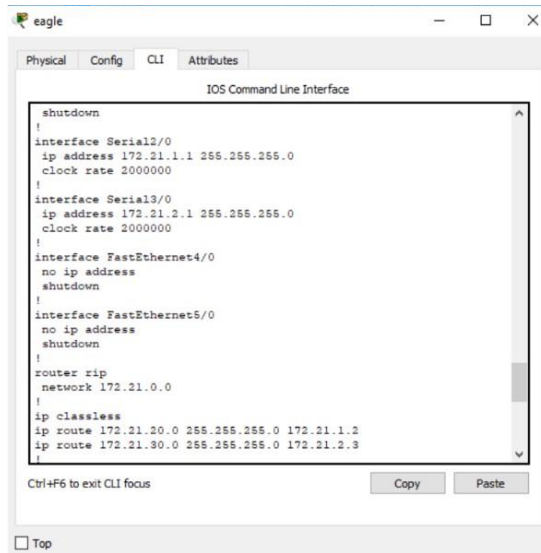 eagle
Physical Config CLI Attributes
IOS Command Line Interface
shutdown
!
interface Serial2/0
ip address 172.21.1.1 255.255.255.0
clock rate 2000000
!
interface Serial3/0
ip address 172.21.2.1 255.255.255.0
clock rate 2000000
!
interface FastEthernet4/0
no ip address
shutdown
!
interface FastEthernet5/0
no ip address
shutdown
!
router rip
network 172.21.0.0
!
ip classless
ip route 172.21.20.0 255.255.255.0 172.21.1.2
ip route 172.21.30.0 255.255.255.0 172.21.2.3
!
Ctrl+F6 to exit CLI focus Copy Paste
Top